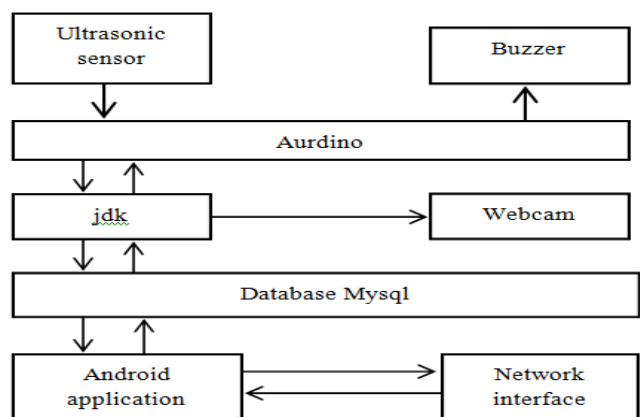 Ultrasonic
sensor
Buzzer
Aurdino
jdk
Webcam
Database Mysql
Android
application
Network
interface